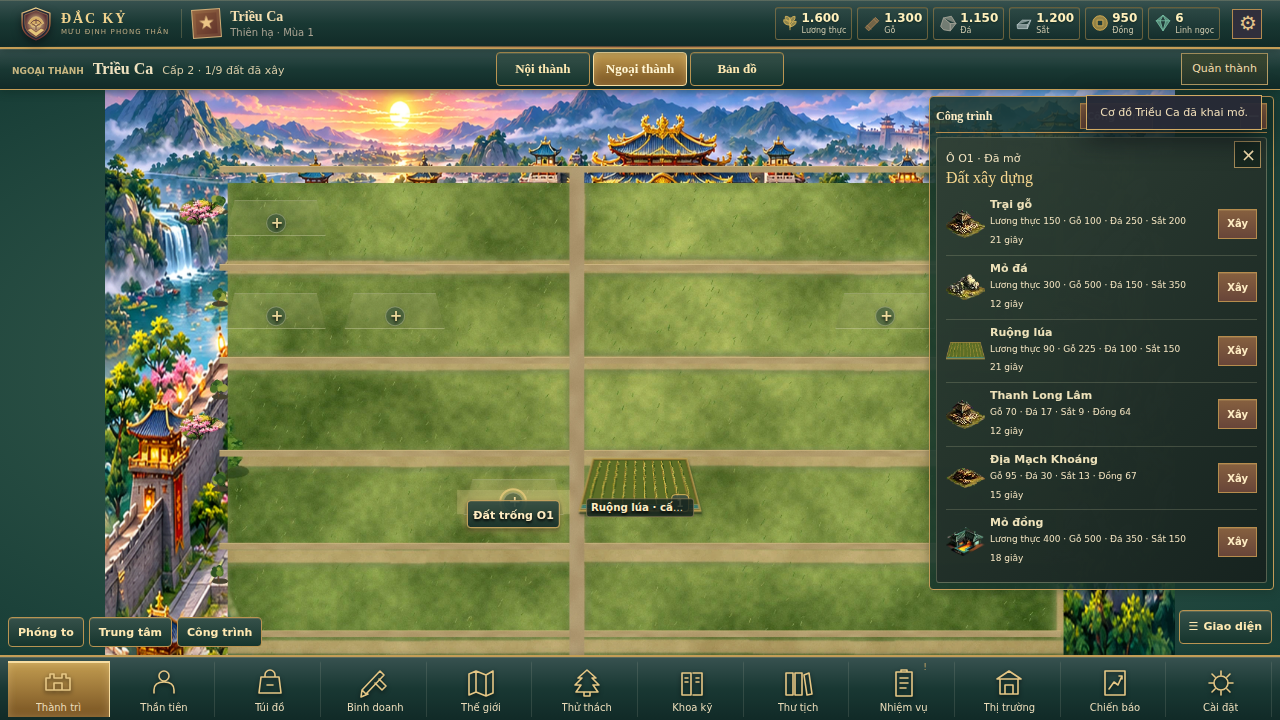 ĐẮC KỶ
MƯU ĐỊNH PHONG THẦN
Triều Ca
Thiên hạ · Mùa 1
1.600
Lương thực
1.300
Gỗ
1.150
Đá
1.200
Sắt
950
Đồng
6
Linh ngọc
NGOẠI THÀNH Triều Ca Cấp 2 · 1/9 đất đã xây
Nội thành
Ngoại thành
Bản đồ
Quản thành
Công trình
Cơ đồ Triều Ca đã khai mở.
Ô O1 · Đã mở
Đất xây dựng
Trại gỗ
Lương thực 150 · Gỗ 100 · Đá 250 · Sắt 200
21 giây
Xây
Mỏ đá
Lương thực 300 · Gỗ 500 · Đá 150 · Sắt 350
12 giây
Xây
Ruộng lúa
Lương thực 90 · Gỗ 225 · Đá 100 · Sắt 150
21 giây
Xây
Thanh Long Lâm
Gỗ 70 · Đá 17 · Sắt 9 · Đồng 64
12 giây
Xây
Địa Mạch Khoáng
Gỗ 95 · Đá 30 · Sắt 13 · Đồng 67
15 giây
Xây
Mỏ đồng
Lương thực 400 · Gỗ 500 · Đá 350 · Sắt 150
18 giây
Xây
Đất trống O1
Ruộng lúa · cấ...
Phóng to
Trung tâm
Công trình
☰ Giao diện
Thành trì
Thần tiên
Túi đồ
Binh doanh
Thế giới
Thử thách
Khoa kỹ
Thư tịch
Nhiệm vụ
!
Thị trường
Chiến báo
Cài đặt